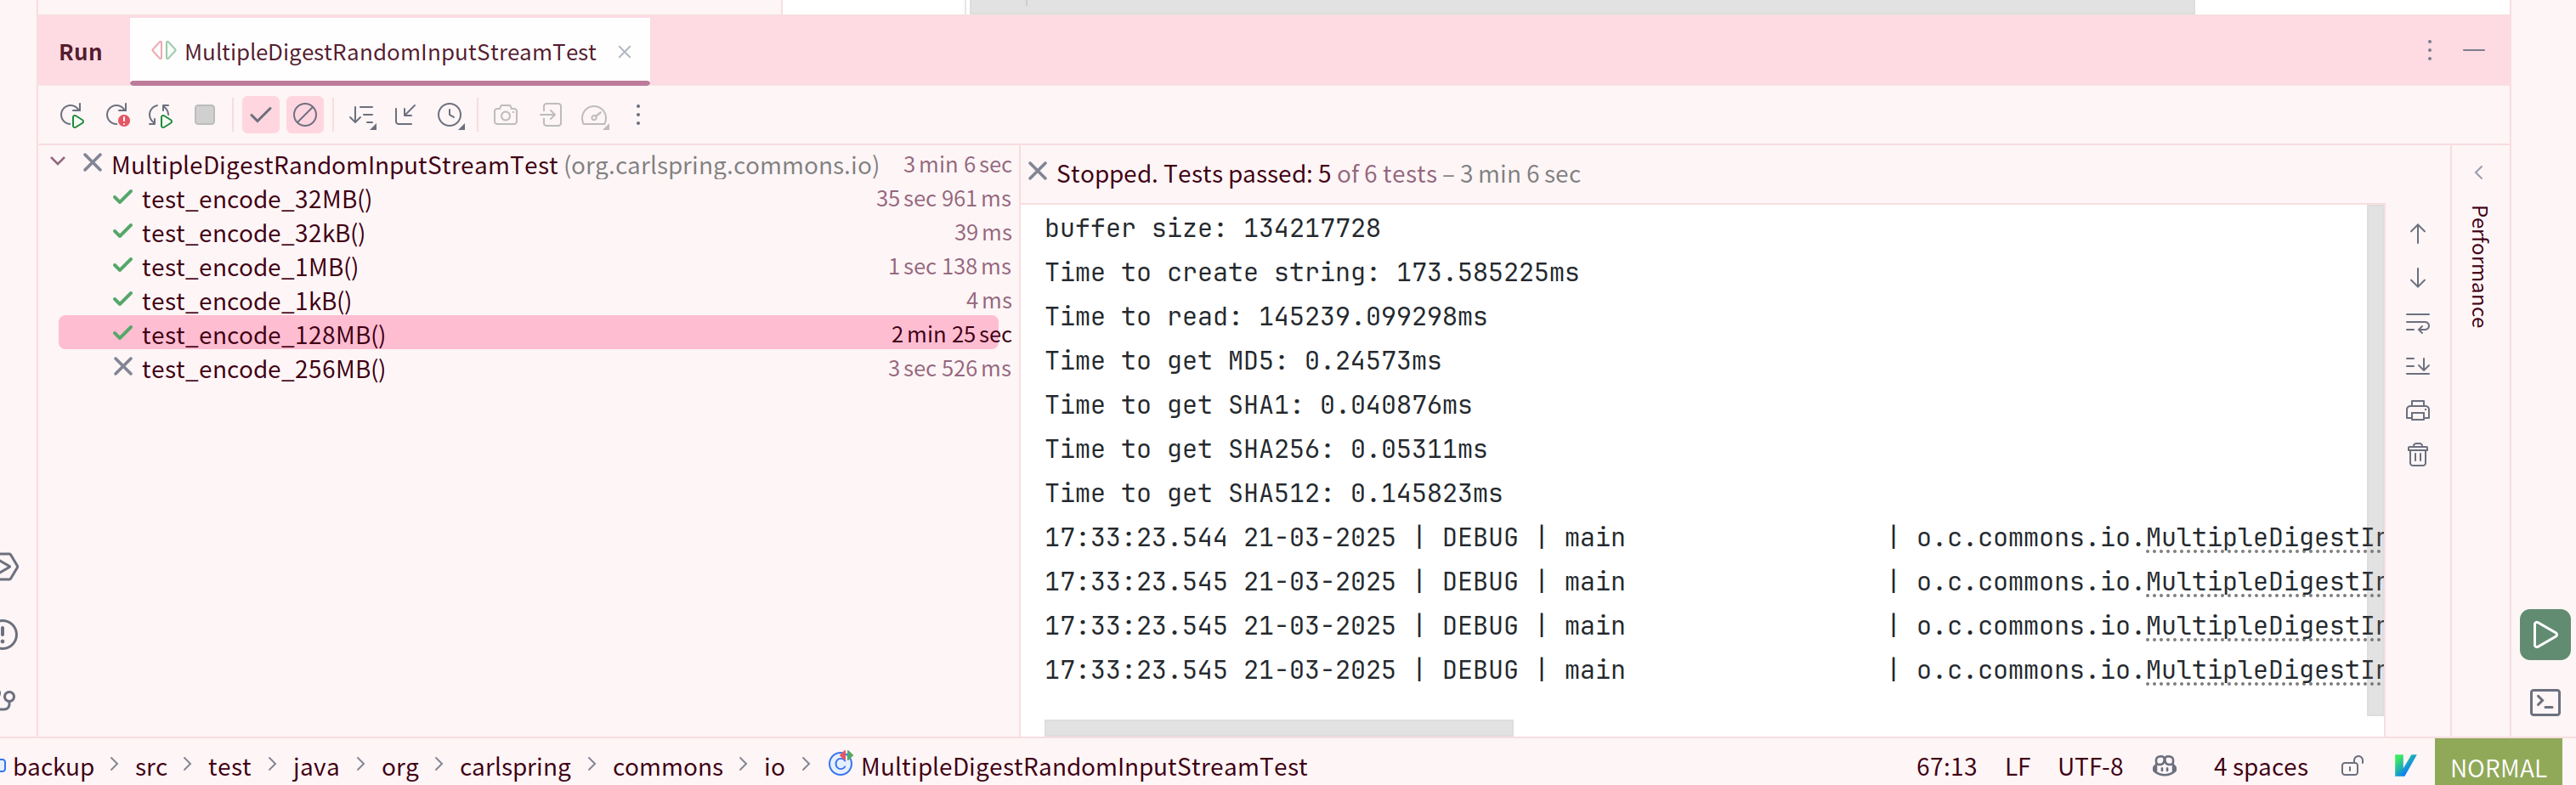 Run MultipleDigestRandomInputStreamTest
MultipleDigestRandomInputStreamTest (org.carlspring.commons.io) 3 min 6 sec
test_encode_32MB() 35 sec 961 ms
test_encode_32kB() 39 ms
test_encode_1MB() 1 sec 138 ms
test_encode_1kB() 4 ms
test_encode_128MB() 2 min 25 sec
test_encode_256MB() 3 sec 526 ms
Stopped. Tests passed: 5 of 6 tests – 3 min 6 sec
buffer size: 134217728
Time to create string: 173.585225ms
Time to read: 145239.099298ms
Time to get MD5: 0.24573ms
Time to get SHA1: 0.040876ms
Time to get SHA256: 0.05311ms
Time to get SHA512: 0.145823ms
17:33:23.544 21-03-2025 | DEBUG | main | o.c.commons.io.MultipleDigestIn
17:33:23.545 21-03-2025 | DEBUG | main | o.c.commons.io.MultipleDigestIn
17:33:23.545 21-03-2025 | DEBUG | main | o.c.commons.io.MultipleDigestIn
17:33:23.545 21-03-2025 | DEBUG | main | o.c.commons.io.MultipleDigestIn
Performance
backup > src > test > java > org > carlspring > commons > io > MultipleDigestRandomInputStreamTest
67:13 LF UTF-8 4 spaces NORMAL